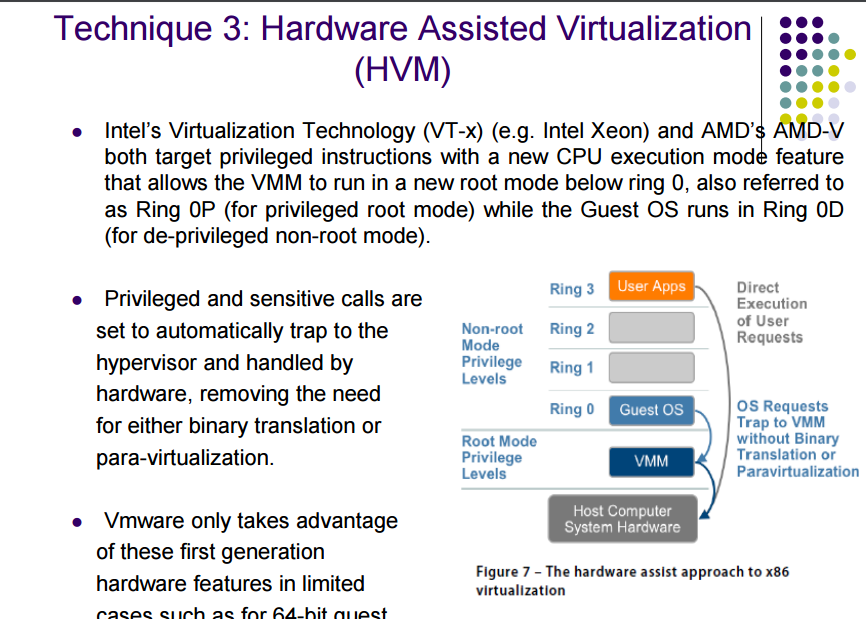 Technique 3: Hardware Assisted Virtualization
(HVM)
● Intel's Virtualization Technology (VT-x) (e.g. Intel Xeon) and AMD's AMD-V
both target privileged instructions with a new CPU execution mode feature
that allows the VMM to run in a new root mode below ring 0, also referred to
as Ring 0P (for privileged root mode) while the Guest OS runs in Ring 0D
(for de-privileged non-root mode).
● Privileged and sensitive calls are
set to automatically trap to the
hypervisor and handled by
hardware, removing the need
for either binary translation or
para-virtualization.
● Vmware only takes advantage
of these first generation
hardware features in limited
cases such as for 64-bit guest
Non-root
Mode
Privilege
Levels
Ring 3
User Apps
Ring 2
Ring 1
Ring 0
Guest OS
Root Mode
Privilege
Levels
VMM
Host Computer
System Hardware
Direct
Execution
of User
Requests
OS Requests
Trap to VMM
without Binary
Translation or
Paravirtualization
Figure 7 – The hardware assist approach to x86
virtualization